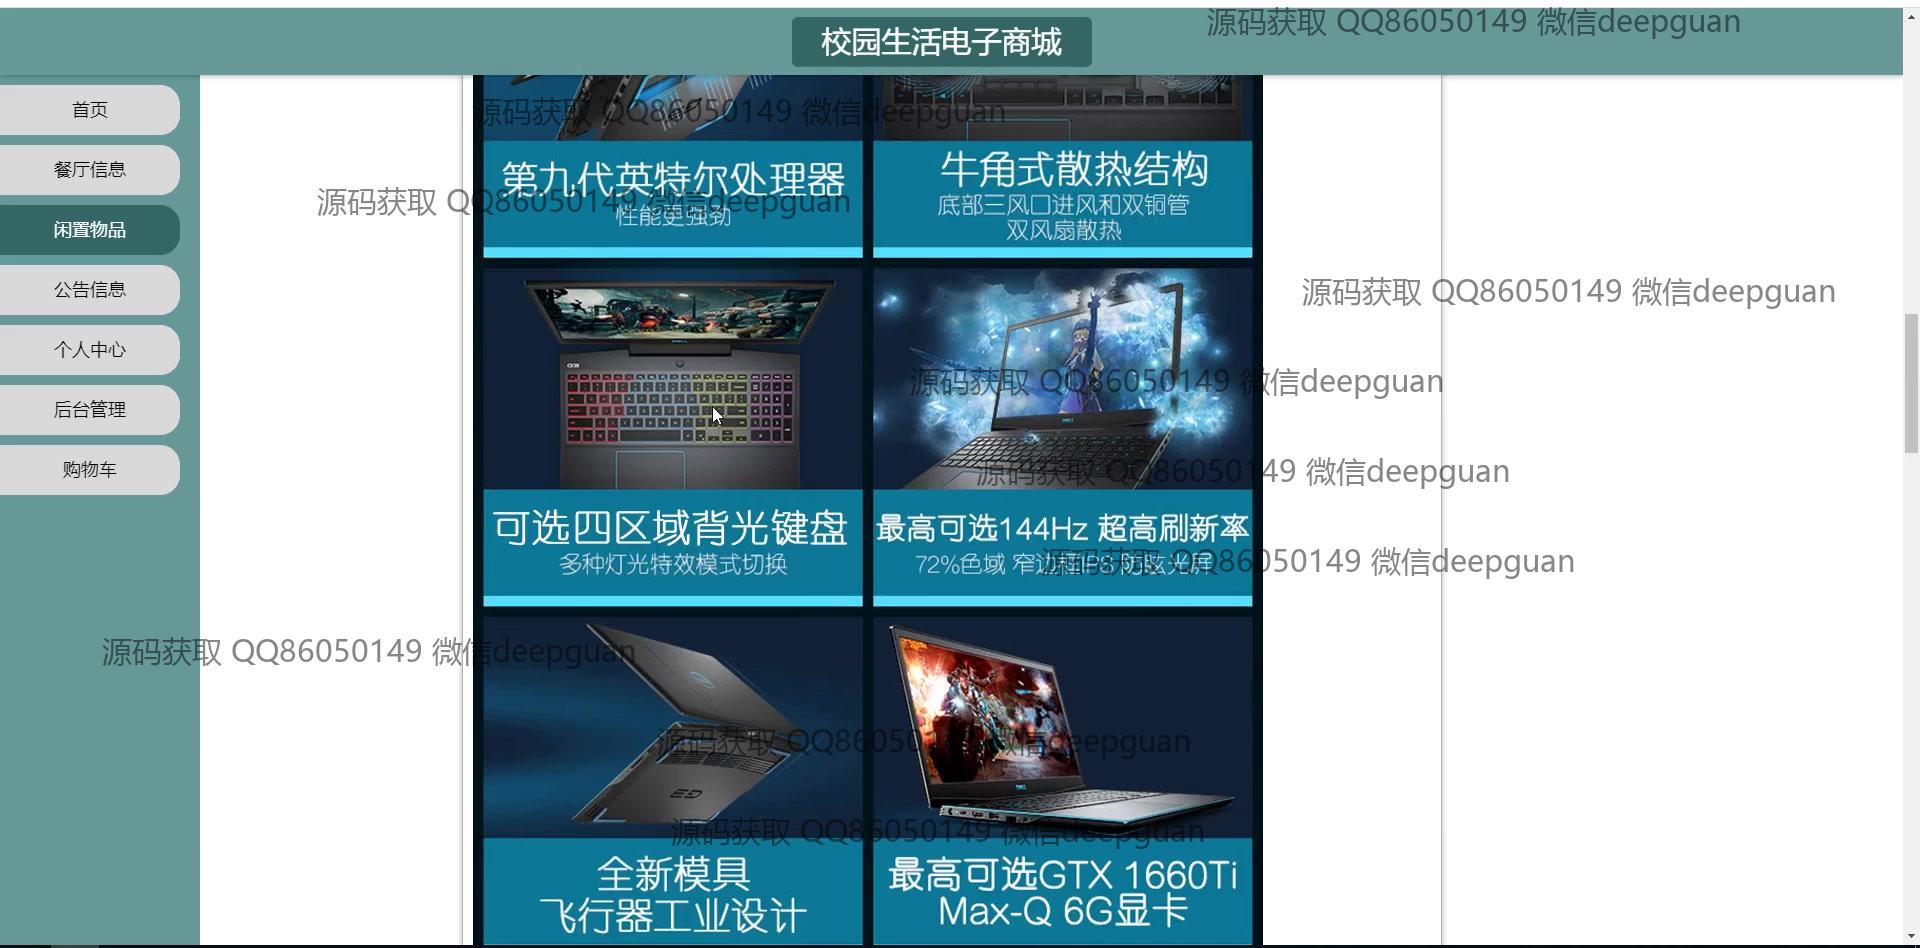 校园生活电子商城
源码获取 QQ86050149 微信deepguan
首页
餐厅信息
闲置物品
公告信息
个人中心
后台管理
购物车
源码获取 QQ86050149 微信deepguan
第九代英特尔处理器
性能更强劲
牛角式散热结构
底部三风口进风和双铜管
双风扇散热
源码获取 QQ86050149 微信deepguan
源码获取 QQ86050149 微信deepguan
源码获取 QQ86050149 微信deepguan
源码获取 QQ86050149 微信deepguan
G3
DELL
DELL
可选四区域背光键盘
多种灯光特效模式切换
最高可选144Hz 超高刷新率
72%色域 窄边框IPS 防眩光屏
源码获取 QQ86050149 微信deepguan
源码获取 QQ86050149 微信deepguan
源码获取 QQ86050149 微信deepguan
源码获取 QQ86050149 微信deepguan
DELL
全新模具
飞行器工业设计
最高可选GTX 1660Ti
Max-Q 6G显卡